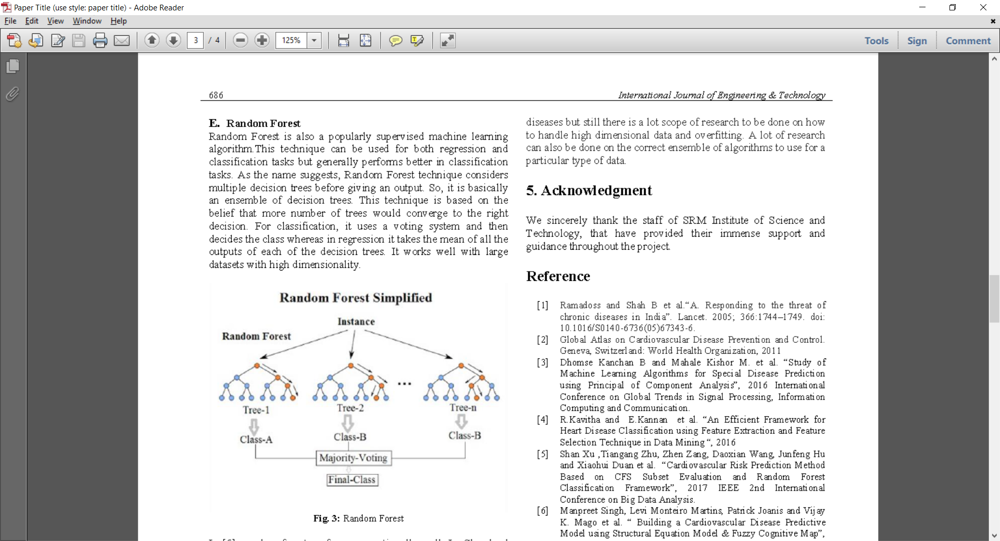 Paper Title (use style: paper title) - Adobe Reader
File Edit View Window Help
3 / 4 125% Tools Sign Comment
686 International Journal of Engineering & Technology
E. Random Forest
Random Forest is also a popularly supervised machine learning
algorithm.This technique can be used for both regression and
classification tasks but generally performs better in classification
tasks. As the name suggests, Random Forest technique considers
multiple decision trees before giving an output. So, it is basically
an ensemble of decision trees. This technique is based on the
belief that more number of trees would converge to the right
decision. For classification, it uses a voting system and then
decides the class whereas in regression it takes the mean of all the
outputs of each of the decision trees. It works well with large
datasets with high dimensionality.
Random Forest Simplified
Instance
Random Forest
Tree-1 Tree-2 Tree-n
Class-A Class-B Class-B
Majority-Voting
Final-Class
Fig. 3: Random Forest
diseases but still there is a lot scope of research to be done on how
to handle high dimensional data and overfitting. A lot of research
can also be done on the correct ensemble of algorithms to use for a
particular type of data.
5. Acknowledgment
We sincerely thank the staff of SRM Institute of Science and
Technology, that have provided their immense support and
guidance throughout the project.
Reference
[1] Ramadoss and Shah B et al.“A. Responding to the threat of
chronic diseases in India”. Lancet. 2005; 366:1744–1749. doi:
10.1016/S0140-6736(05)67343-6.
[2] Global Atlas on Cardiovascular Disease Prevention and Control.
Geneva, Switzerland: World Health Organization, 2011
[3] Dhomse Kanchan B and Mahale Kishor M. et al. “Study of
Machine Learning Algorithms for Special Disease Prediction
using Principal of Component Analysis”, 2016 International
Conference on Global Trends in Signal Processing, Information
Computing and Communication.
[4] R.Kavitha and E.Kannan et al. “An Efficient Framework for
Heart Disease Classification using Feature Extraction and Feature
Selection Technique in Data Mining “, 2016
[5] Shan Xu ,Tiangang Zhu, Zhen Zang, Daoxian Wang, Junfeng Hu
and Xiaohui Duan et al. “Cardiovascular Risk Prediction Method
Based on CFS Subset Evaluation and Random Forest
Classification Framework”, 2017 IEEE 2nd International
Conference on Big Data Analysis.
[6] Manpreet Singh, Levi Monteiro Martins, Patrick Joanis and Vijay
K. Mago et al. “ Building a Cardiovascular Disease Predictive
Model using Structural Equation Model & Fuzzy Cognitive Map”,